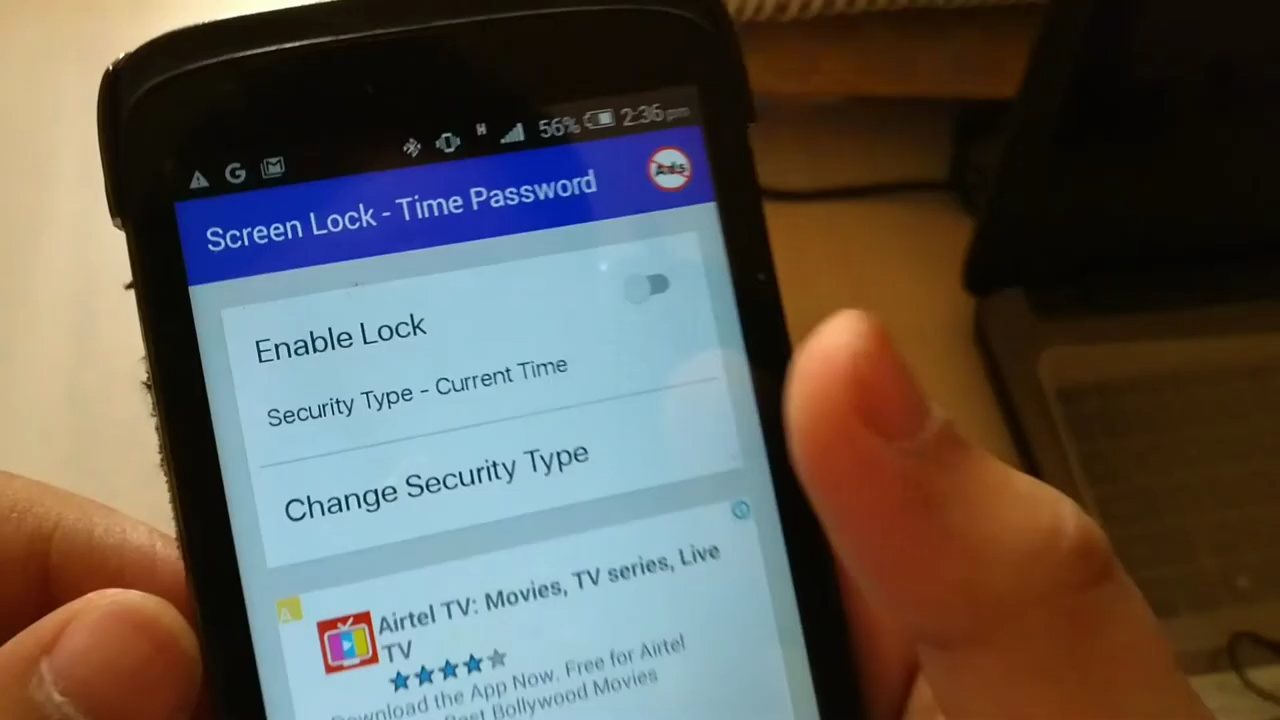 H 56% 2:36 pm
Screen Lock - Time Password
Ads
Enable Lock
Security Type - Current Time
Change Security Type
A
Airtel TV: Movies, TV series, Live
TV
Download the App Now. Free for Airtel
Best Bollywood Movies